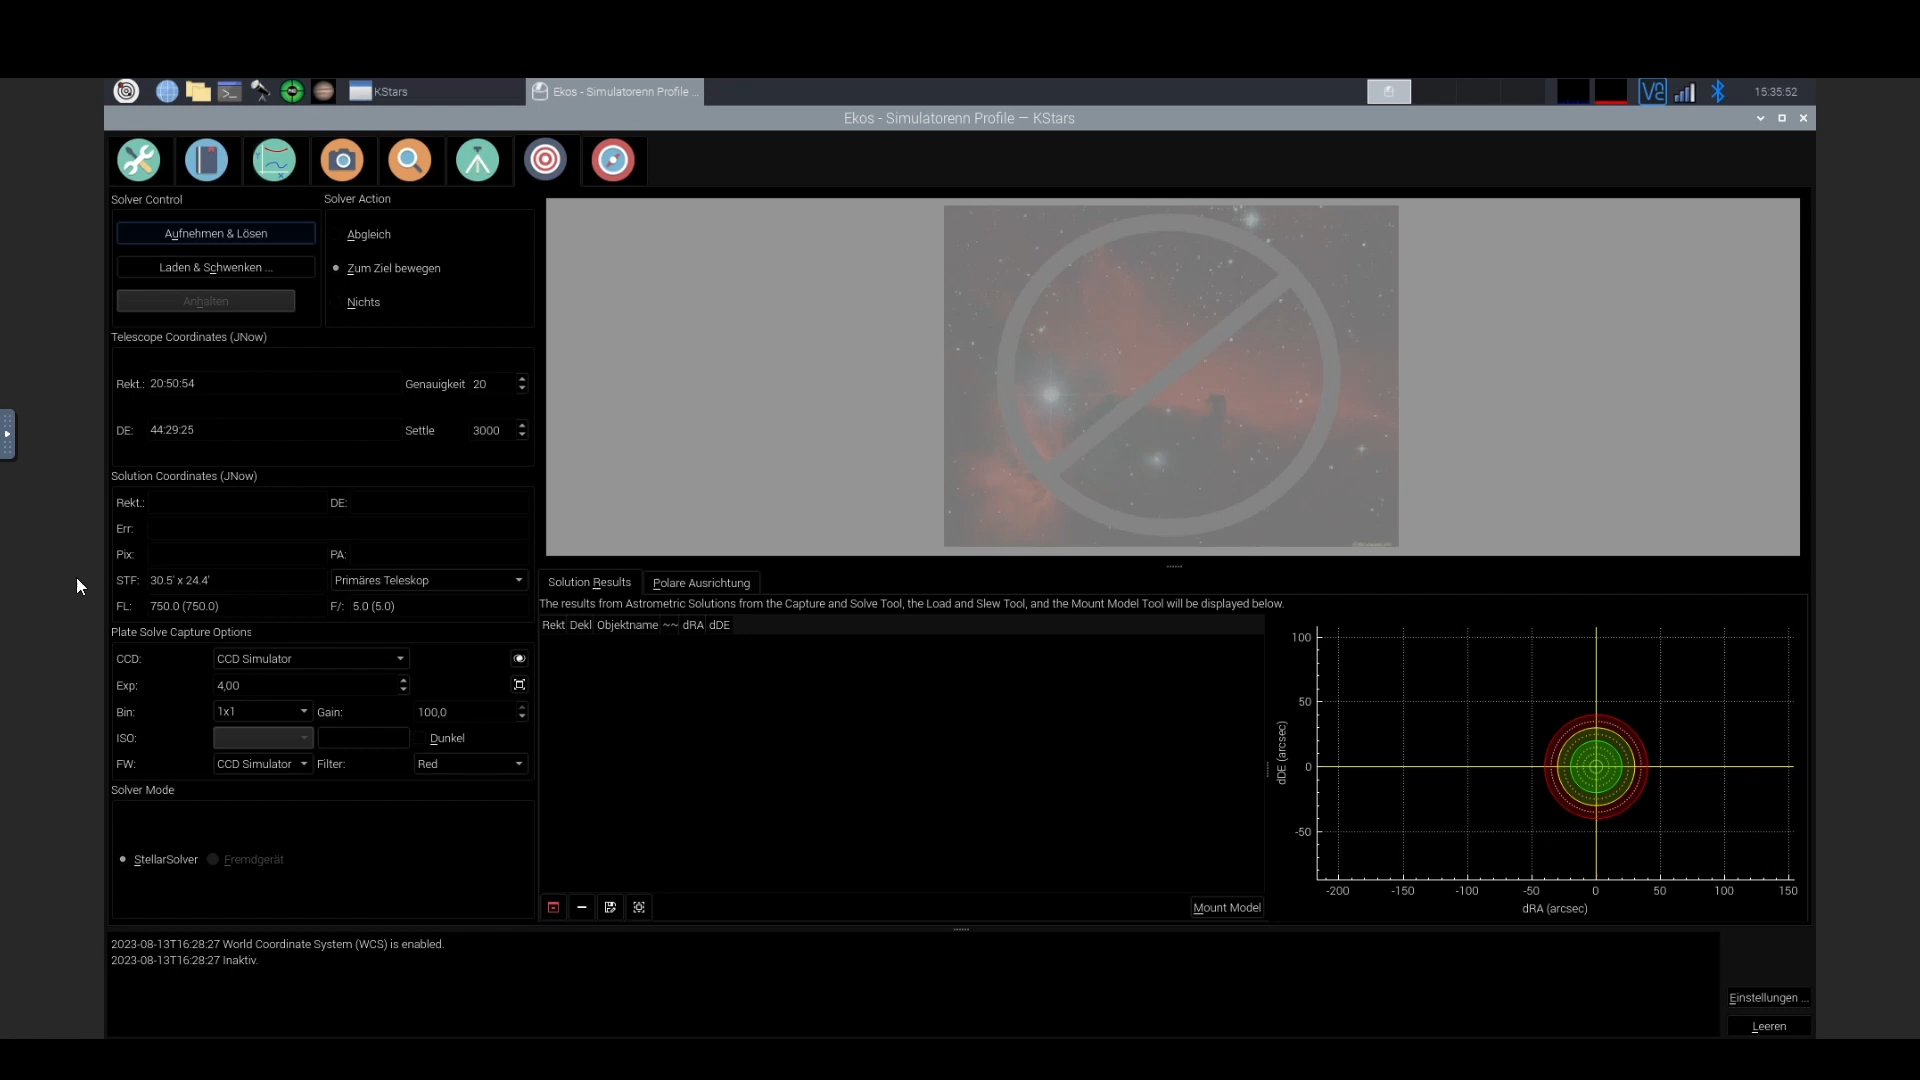 KStars
Ekos - Simulatorenn Profile ...
15:35:52
Ekos - Simulatorenn Profile — KStars
Solver Control
Solver Action
Aufnehmen & Lösen
Abgleich
Laden & Schwenken ...
Zum Ziel bewegen
Anhalten
Nichts
Telescope Coordinates (JNow)
Rekt.: 20:50:54 Genauigkeit 20
DE: 44:29:25 Settle 3000
Solution Coordinates (JNow)
Rekt.: DE:
Err:
Pix: PA:
STF: 30.5' x 24.4' Primäres Teleskop
FL: 750.0 (750.0) F/: 5.0 (5.0)
Plate Solve Capture Options
CCD: CCD Simulator
Exp: 4,00
Bin: 1x1 Gain: 100,0
ISO: Dunkel
FW: CCD Simulator Filter: Red
Solver Mode
StellarSolver Fremdgerät
Solution Results Polare Ausrichtung
The results from Astrometric Solutions from the Capture and Solve Tool, the Load and Slew Tool, and the Mount Model Tool will be displayed below.
Rekt Dekl Objektname ~~ dRA dDE
Mount Model
100
50
0
-50
dDE (arcsec)
-200 -150 -100 -50 0 50 100 150
dRA (arcsec)
2023-08-13T16:28:27 World Coordinate System (WCS) is enabled.
2023-08-13T16:28:27 Inaktiv.
Einstellungen ...
Leeren